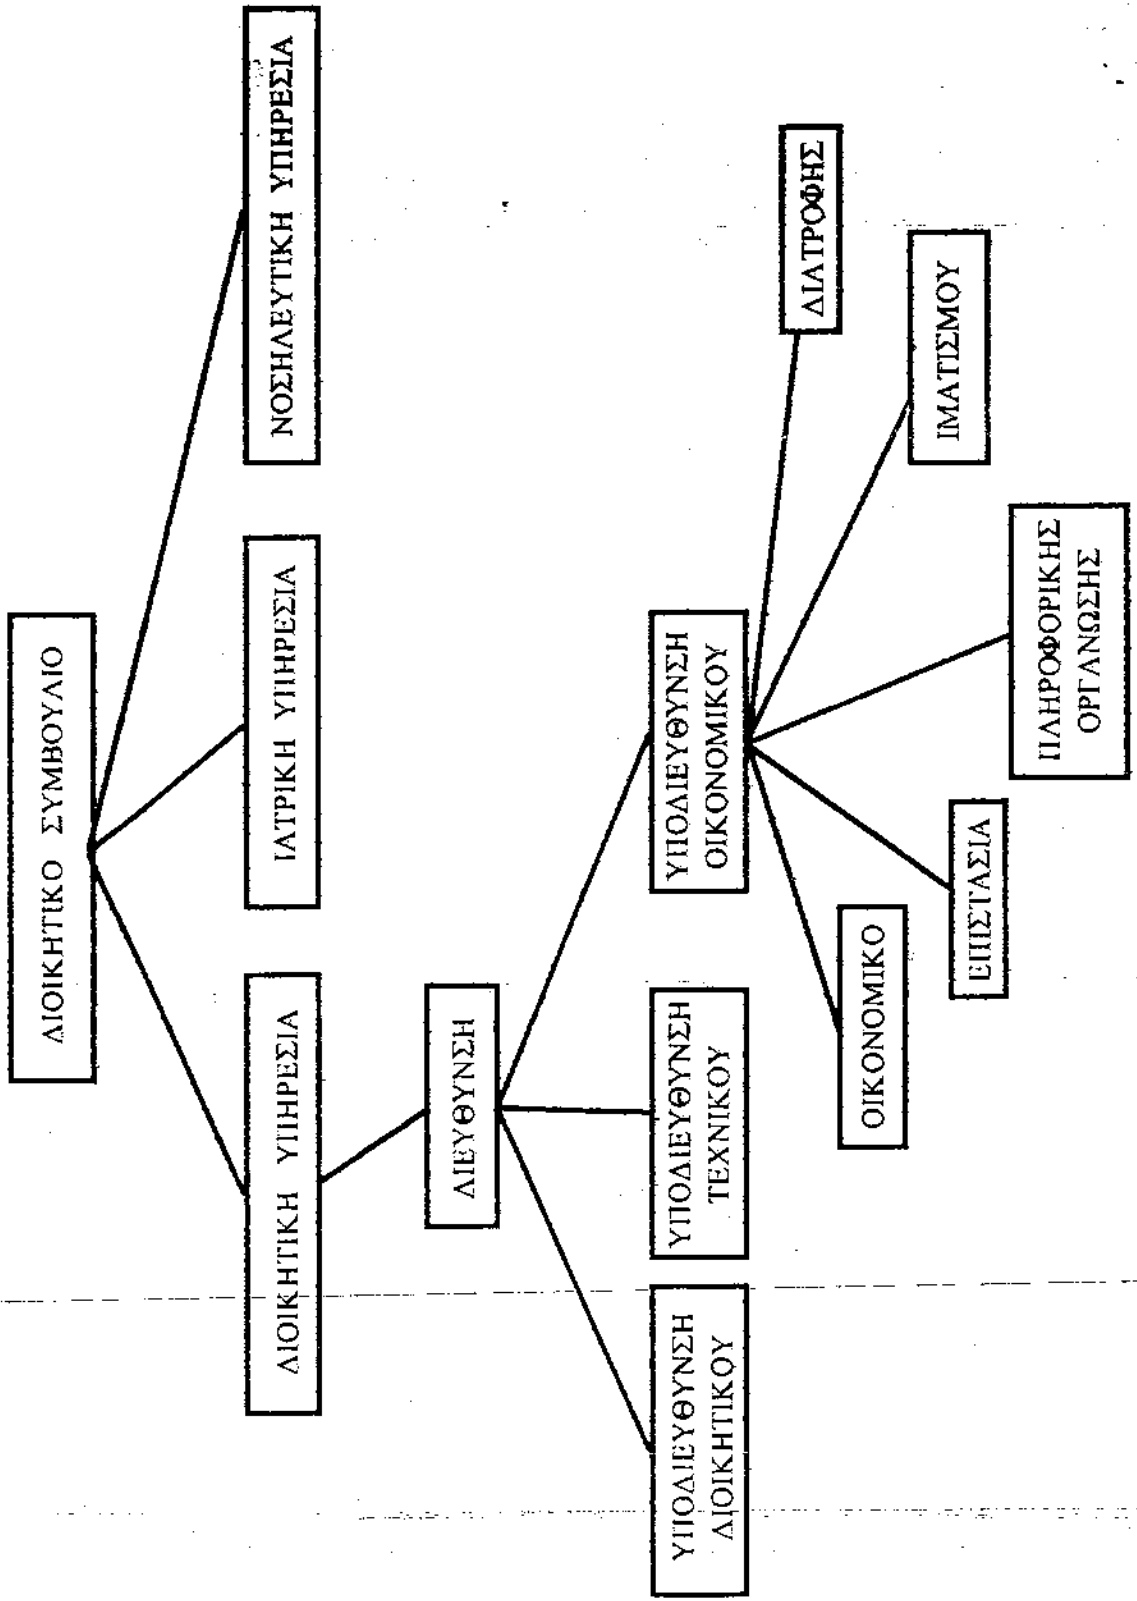 ΔΙΟΙΚΗΤΙΚΟ ΣΥΜΒΟΥΛΙΟ
ΔΙΟΙΚΗΤΙΚΗ ΥΠΗΡΕΣΙΑ
ΙΑΤΡΙΚΗ ΥΠΗΡΕΣΙΑ
ΝΟΣΗΛΕΥΤΙΚΗ ΥΠΗΡΕΣΙΑ
ΔΙΕΥΘΥΝΣΗ
ΥΠΟΔΙΕΥΘΥΝΣΗ
ΔΙΟΙΚΗΤΙΚΟΥ
ΥΠΟΔΙΕΥΘΥΝΣΗ
ΤΕΧΝΙΚΟΥ
ΥΠΟΔΙΕΥΘΥΝΣΗ
ΟΙΚΟΝΟΜΙΚΟΥ
ΟΙΚΟΝΟΜΙΚΟ
ΕΠΙΣΤΑΣΙΑ
ΠΛΗΡΟΦΟΡΙΚΗΣ
ΟΡΓΑΝΩΣΗΣ
ΙΜΑΤΙΣΜΟΥ
ΔΙΑΤΡΟΦΗΣ